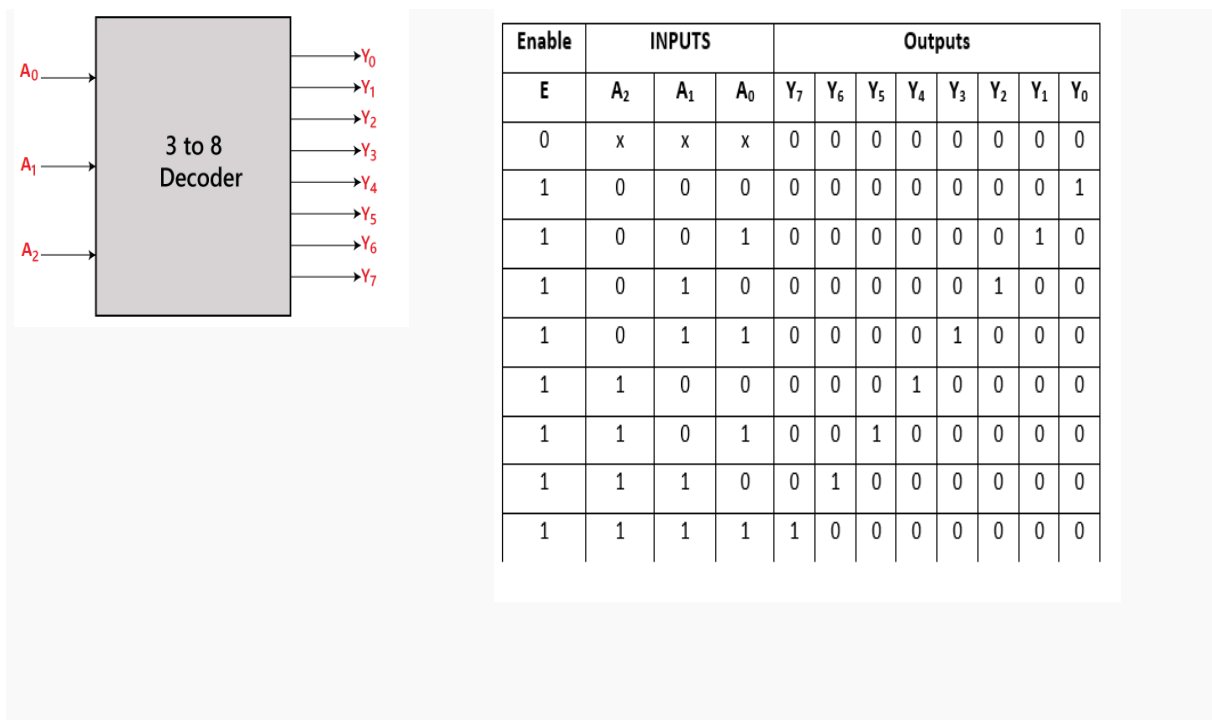 A₀
A₁
A₂
3 to 8
Decoder
Y₀
Y₁
Y₂
Y₃
Y₄
Y₅
Y₆
Y₇
Enable INPUTS Outputs
E A₂ A₁ A₀ Y₇ Y₆ Y₅ Y₄ Y₃ Y₂ Y₁ Y₀
0 x x x 0 0 0 0 0 0 0 0
1 0 0 0 0 0 0 0 0 0 0 1
1 0 0 1 0 0 0 0 0 0 1 0
1 0 1 0 0 0 0 0 0 1 0 0
1 0 1 1 0 0 0 0 1 0 0 0
1 1 0 0 0 0 0 1 0 0 0 0
1 1 0 1 0 0 1 0 0 0 0 0
1 1 1 0 0 1 0 0 0 0 0 0
1 1 1 1 1 0 0 0 0 0 0 0